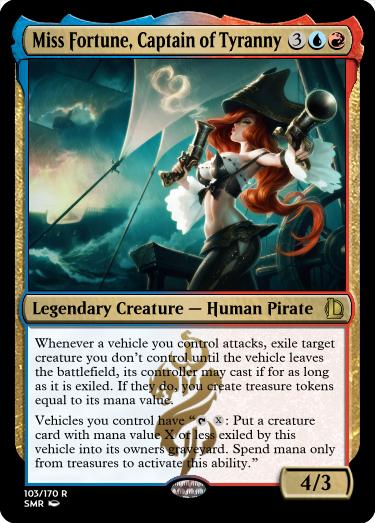 Miss Fortune, Captain of Tyranny 3
Legendary Creature — Human Pirate
Whenever a vehicle you control attacks, exile target
creature you don't control until the vehicle leaves
the battlefield, its controller may cast if for as long
as it is exiled. If they do, you create treasure tokens
equal to its mana value.
Vehicles you control have “ X: Put a creature
card with mana value X or less exiled by this
vehicle into its owners graveyard. Spend mana only
from treasures to activate this ability.”
4/3
103/170 R
SMR